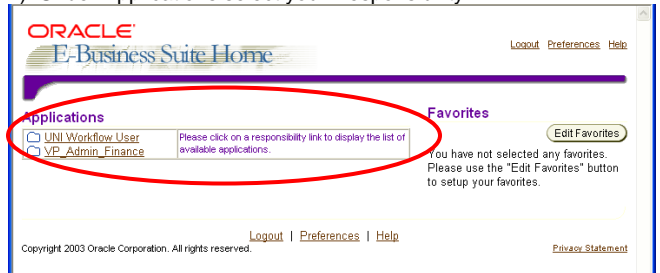 ORACLE
E-Business Suite Home
Logout Preferences Help
Applications
UNI Workflow User
VP_Admin_Finance
Please click on a responsibility link to display the list of
available applications.
Favorites
Edit Favorites
You have not selected any favorites.
Please use the "Edit Favorites" button
to setup your favorites.
Logout | Preferences | Help
Copyright 2003 Oracle Corporation. All rights reserved.
Privacy Statement